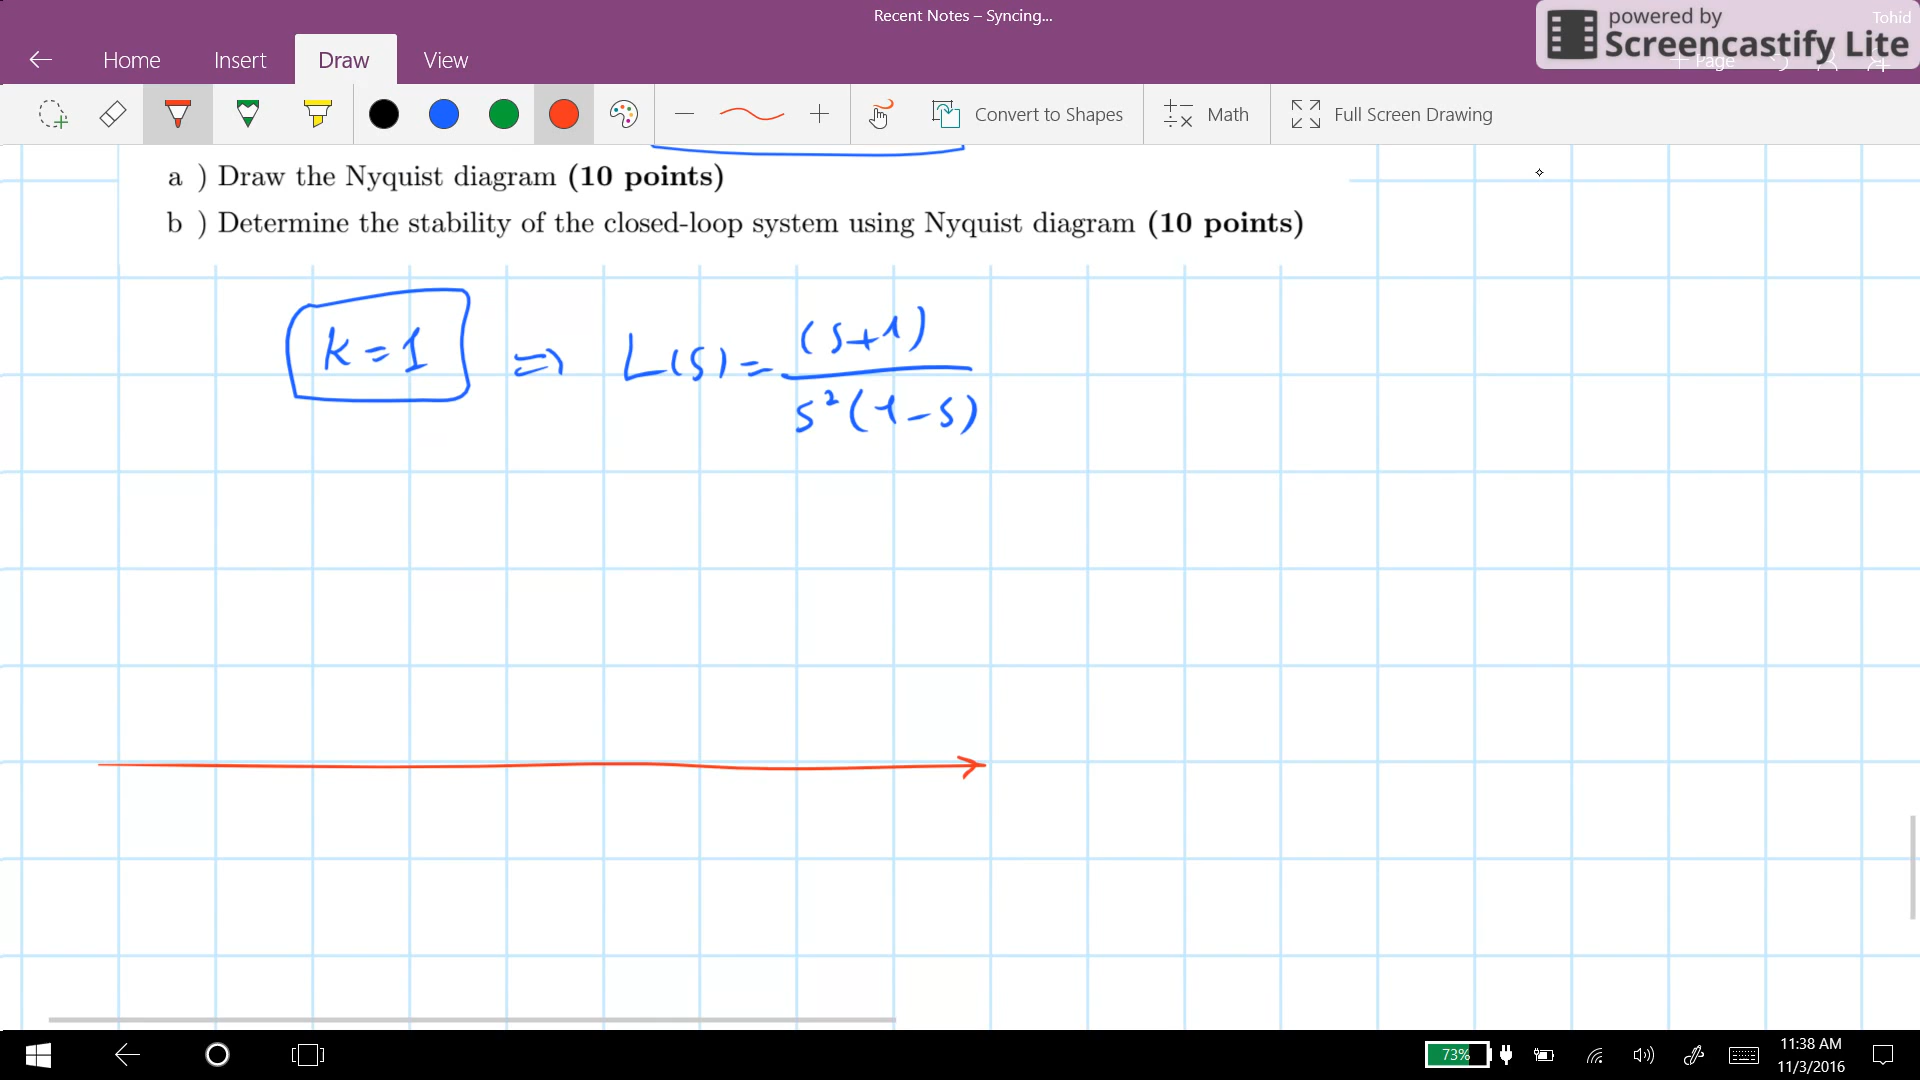 Recent Notes – Syncing...
powered by
Screencastify Lite
Tohid
Home Insert Draw View
Page
Convert to Shapes Math Full Screen Drawing
a ) Draw the Nyquist diagram (10 points)
b ) Determine the stability of the closed-loop system using Nyquist diagram (10 points)
k = 1 ⇒ L(s) = (s+1) / s²(1-s)
73%
11:38 AM
11/3/2016